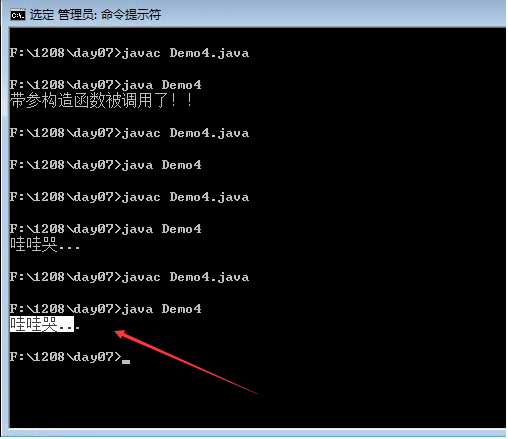 选定 管理员: 命令提示符
F:\1208\day07>javac Demo4.java
F:\1208\day07>java Demo4
带参构造函数被调用了！！
F:\1208\day07>javac Demo4.java
F:\1208\day07>java Demo4
F:\1208\day07>javac Demo4.java
F:\1208\day07>java Demo4
哇哇哭...
F:\1208\day07>javac Demo4.java
F:\1208\day07>java Demo4
哇哇哭...
F:\1208\day07>